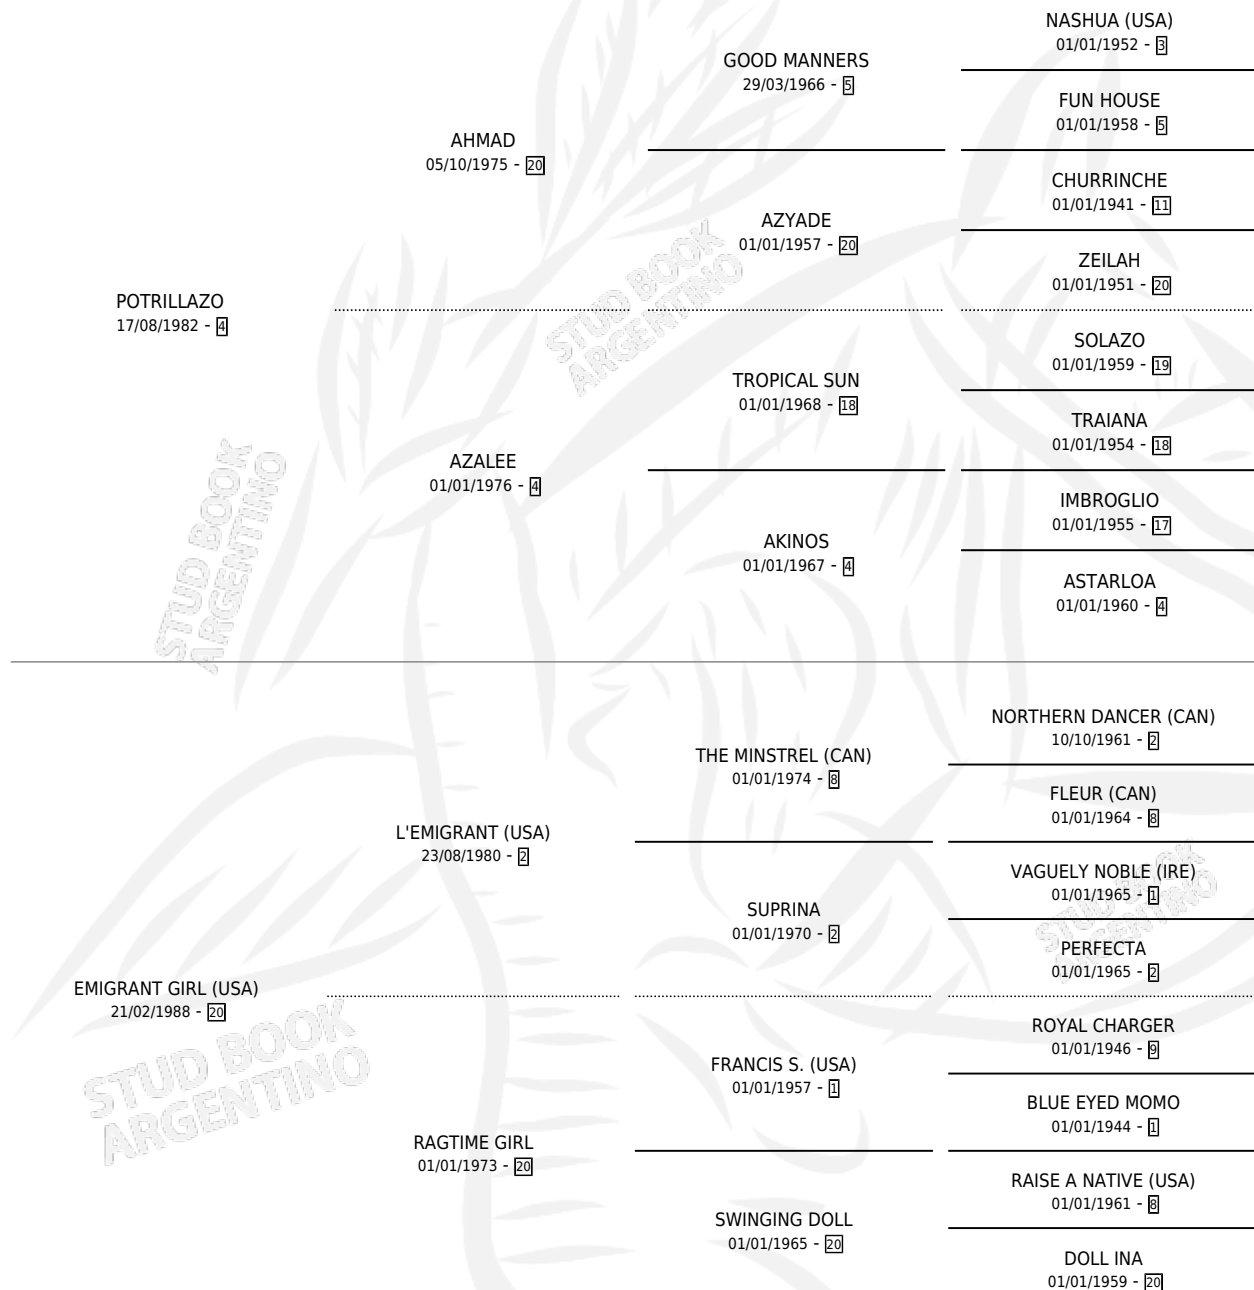 NASHUA (USA)
01/01/1952 - 3
GOOD MANNERS
29/03/1966 - 5
FUN HOUSE
01/01/1958 - 5
AHMAD
05/10/1975 - 20
CHURRINCHE
01/01/1941 - 11
AZYADE
01/01/1957 - 20
ZEILAH
01/01/1951 - 20
POTRILLAZO
17/08/1982 - 4
SOLAZO
01/01/1959 - 19
TROPICAL SUN
01/01/1968 - 18
TRAIANA
01/01/1954 - 18
AZALEE
01/01/1976 - 4
IMBROGLIO
01/01/1955 - 17
AKINOS
01/01/1967 - 4
ASTARLOA
01/01/1960 - 4
NORTHERN DANCER (CAN)
10/10/1961 - 2
THE MINSTREL (CAN)
01/01/1974 - 8
FLEUR (CAN)
01/01/1964 - 8
L'EMIGRANT (USA)
23/08/1980 - 2
VAGUELY NOBLE (IRE)
01/01/1965 - 1
SUPRINA
01/01/1970 - 2
PERFECTA
01/01/1965 - 2
EMIGRANT GIRL (USA)
21/02/1988 - 20
ROYAL CHARGER
01/01/1946 - 9
FRANCIS S. (USA)
01/01/1957 - 1
BLUE EYED MOMO
01/01/1944 - 1
RAGTIME GIRL
01/01/1973 - 20
RAISE A NATIVE (USA)
01/01/1961 - 8
SWINGING DOLL
01/01/1965 - 20
DOLL INA
01/01/1959 - 20
STUD BOOK
ARGENTINO
STUD BOOK
ARGENTINO
STUD BOOK
ARGENTINO
STUD BOOK
ARGENTINO